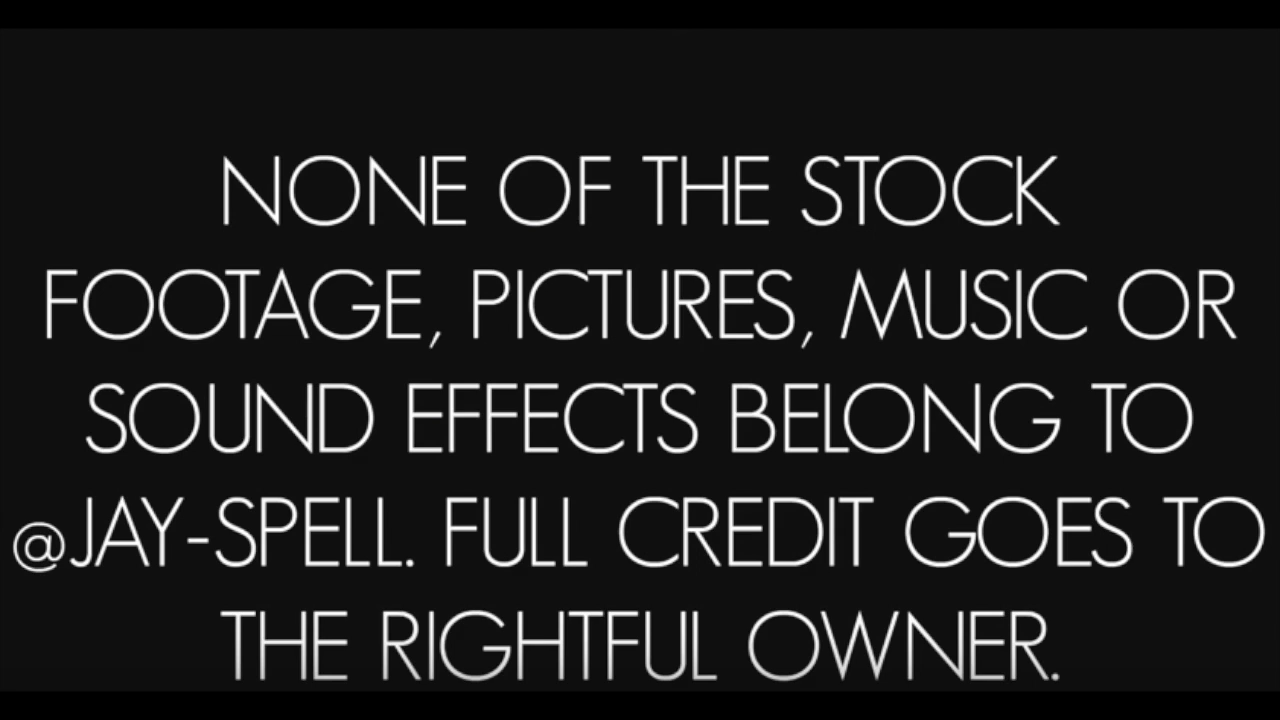 NONE OF THE STOCK
FOOTAGE, PICTURES, MUSIC OR
SOUND EFFECTS BELONG TO
@JAY-SPELL. FULL CREDIT GOES TO
THE RIGHTFUL OWNER.